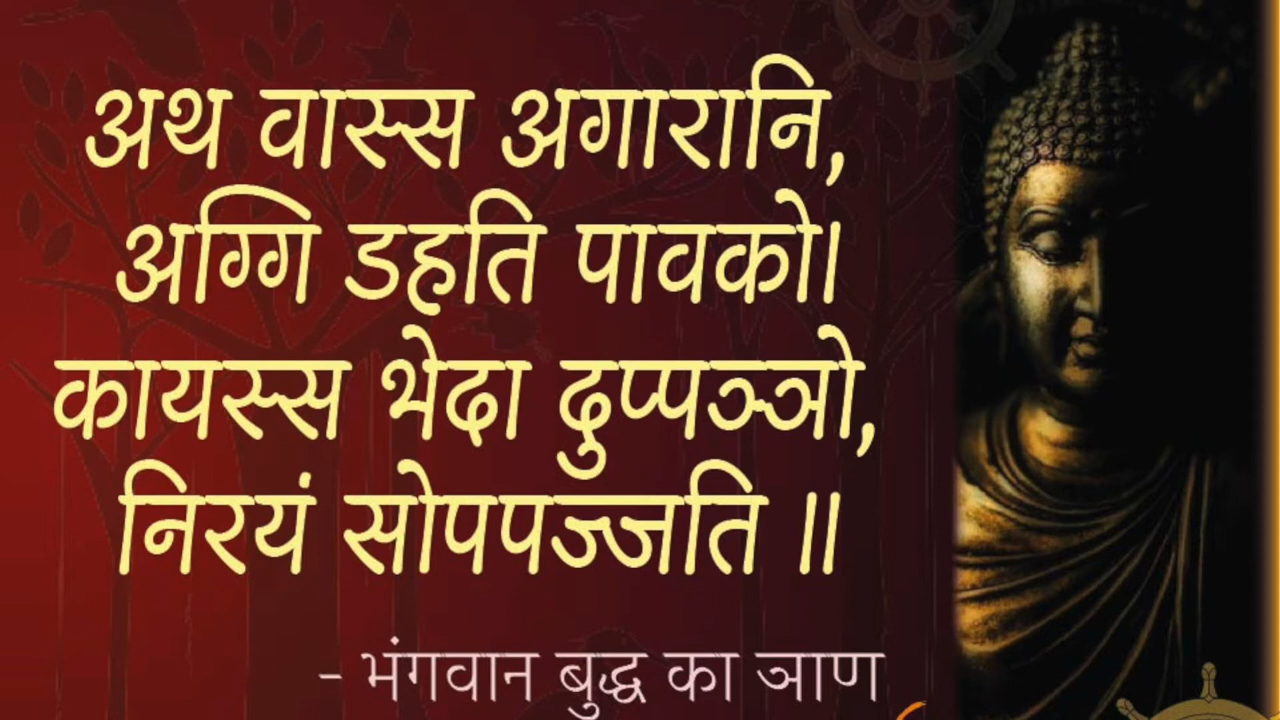 अथ वास्स अगारानि,
अग्गि डहति पावको।
कायस्स भेदा दुप्पञ्ञो,
निरयं सोपपज्जति ॥
- भंगवान बुद्ध का ञाण